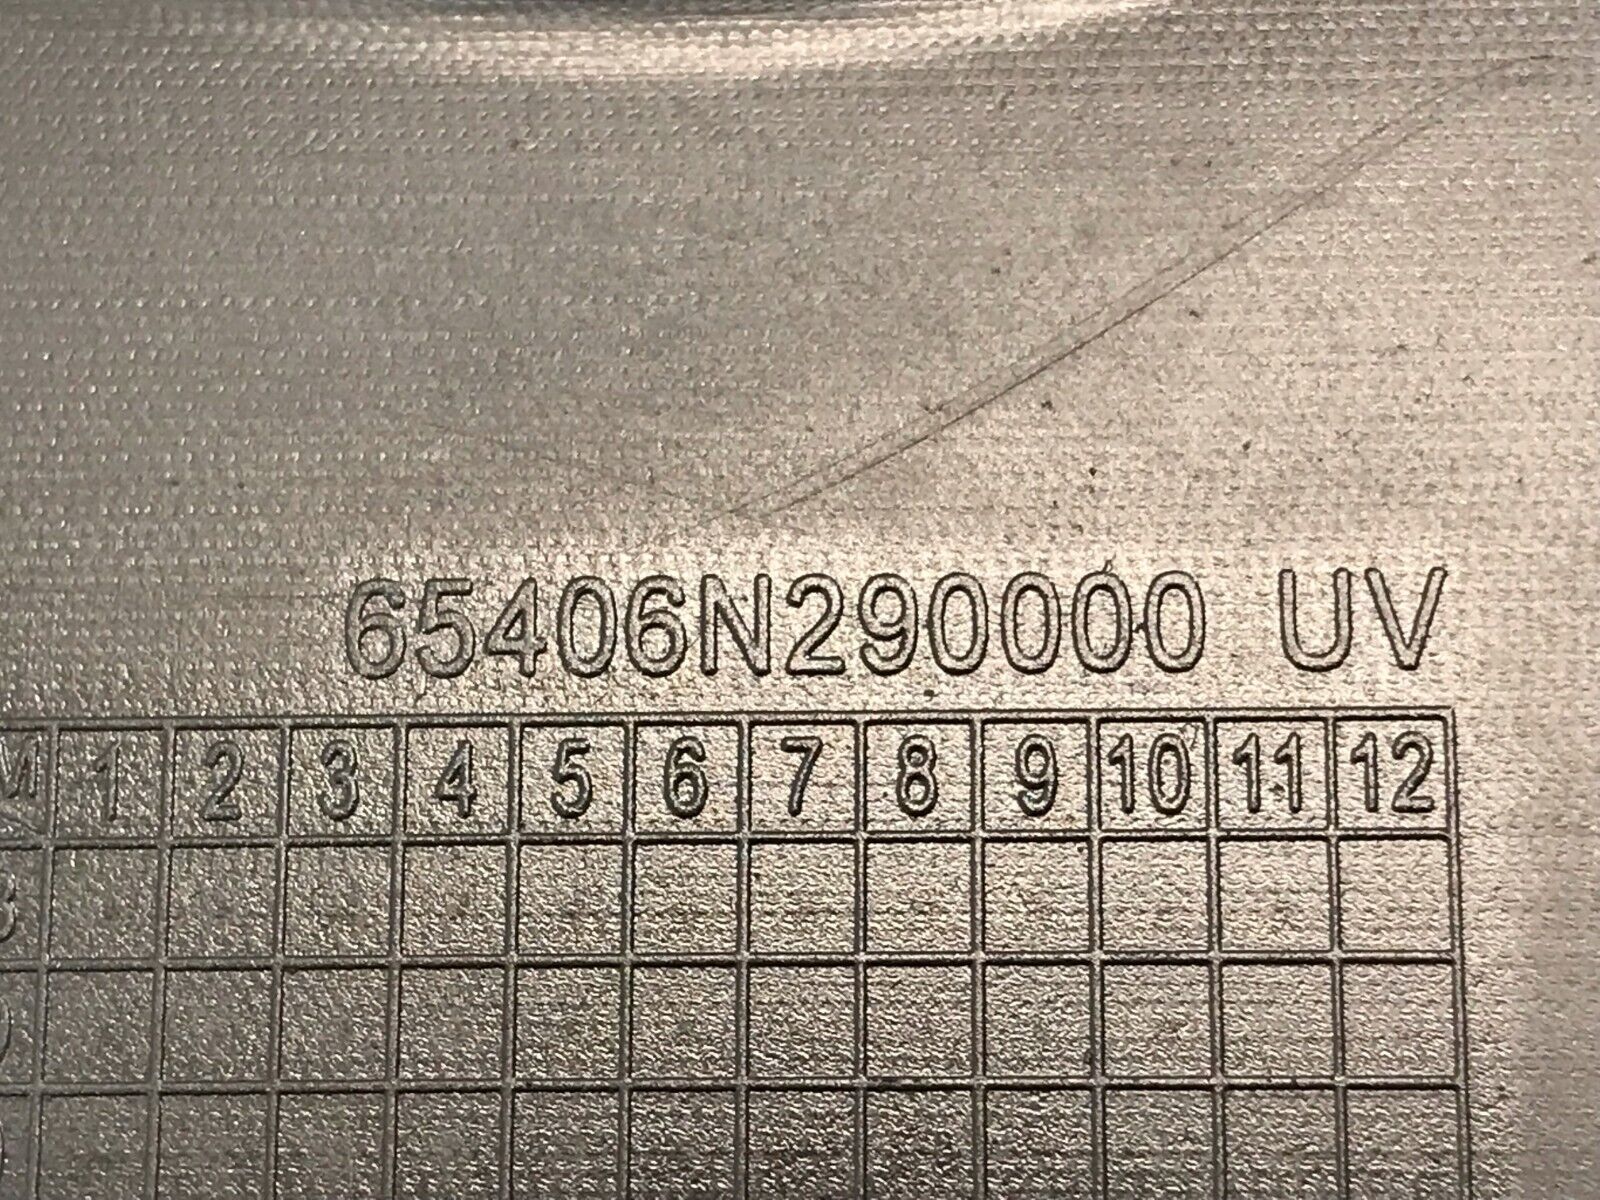 65406N290000 UV
M 1 2 3 4 5 6 7 8 9 10 11 12